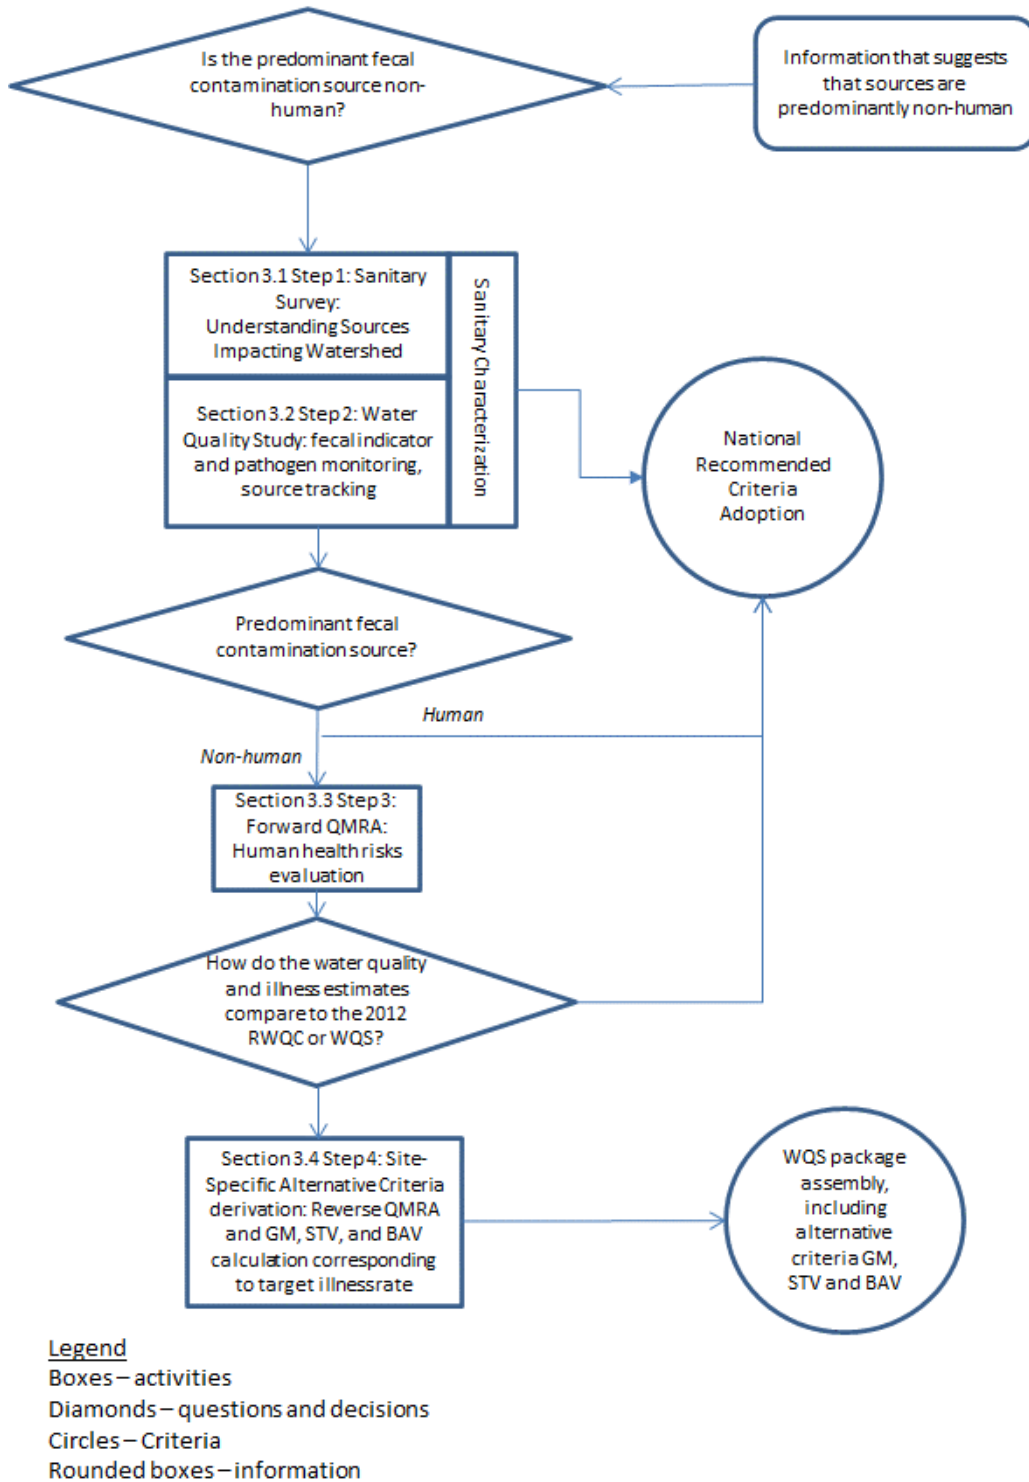 Is the predominant fecal
contamination source non-
human?
Information that suggests
that sources are
predominantly non-human
Section 3.1 Step 1: Sanitary
Survey:
Understanding Sources
Impacting Watershed
Sanitary Characterization
Section 3.2 Step 2: Water
Quality Study: fecal indicator
and pathogen monitoring,
source tracking
National
Recommended
Criteria
Adoption
Predominant fecal
contamination source?
Human
Non-human
Section 3.3 Step 3:
Forward QMRA:
Human health risks
evaluation
How do the water quality
and illness estimates
compare to the 2012
RWQC or WQS?
Section 3.4 Step 4: Site-
Specific Alternative Criteria
derivation: Reverse QMRA
and GM, STV, and BAV
calculation corresponding
to target illness rate
WQS package
assembly,
including
alternative
criteria GM,
STV and BAV
Legend
Boxes – activities
Diamonds – questions and decisions
Circles – Criteria
Rounded boxes – information